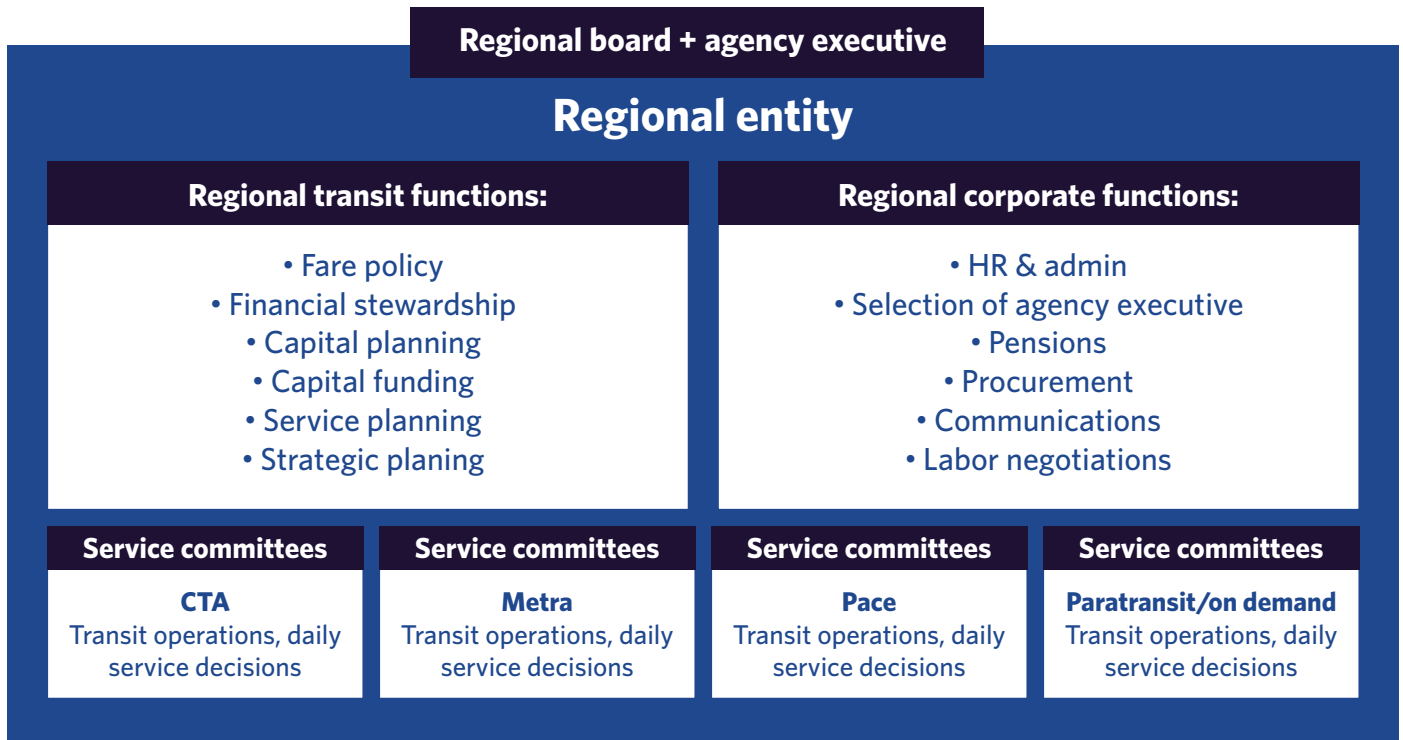 Regional board + agency executive
Regional entity
Regional transit functions:
• Fare policy
• Financial stewardship
• Capital planning
• Capital funding
• Service planning
• Strategic planing
Regional corporate functions:
• HR & admin
• Selection of agency executive
• Pensions
• Procurement
• Communications
• Labor negotiations
Service committees
CTA
Transit operations, daily
service decisions
Service committees
Metra
Transit operations, daily
service decisions
Service committees
Pace
Transit operations, daily
service decisions
Service committees
Paratransit/on demand
Transit operations, daily
service decisions